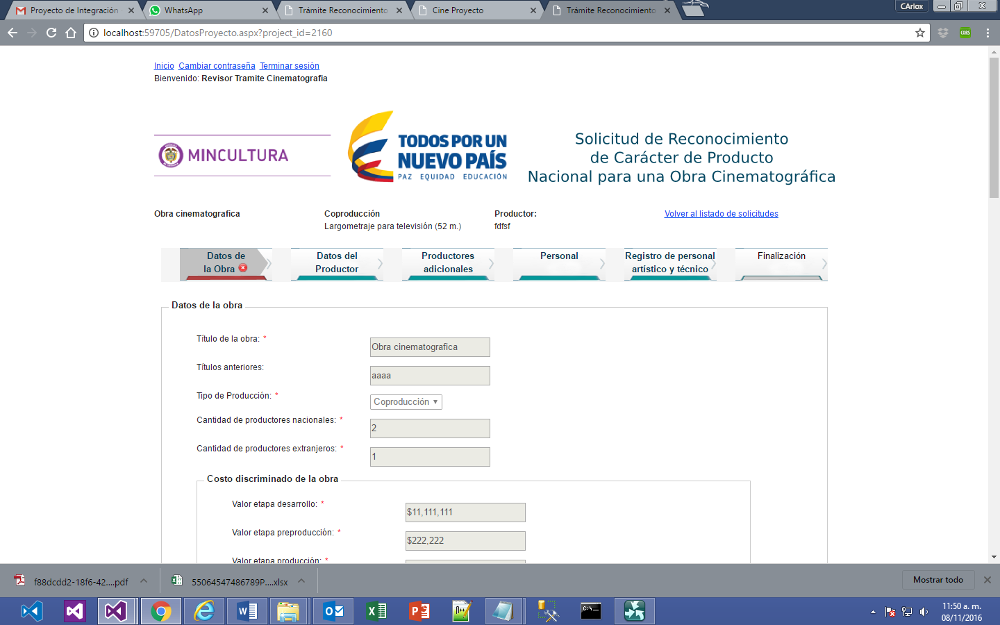 Proyecto de Integración
WhatsApp
Trámite Reconocimiento
Cine Proyecto
Trámite Reconocimiento
CArlox
localhost:59705/DatosProyecto.aspx?project_id=2160
CORS
Inicio Cambiar contraseña Terminar sesión
Bienvenido: Revisor Tramite Cinematografia
MINCULTURA
TODOS POR UN
NUEVO PAÍS
PAZ EQUIDAD EDUCACIÓN
Solicitud de Reconocimiento
de Carácter de Producto
Nacional para una Obra Cinematográfica
Obra cinematografica
Coproducción
Largometraje para televisión (52 m.)
Productor:
fdfsf
Volver al listado de solicitudes
Datos de
la Obra
Datos del
Productor
Productores
adicionales
Personal
Registro de personal
artístico y técnico
Finalización
Datos de la obra
Título de la obra: *
Obra cinematografica
Títulos anteriores:
aaaa
Tipo de Producción: *
Coproducción
Cantidad de productores nacionales: *
2
Cantidad de productores extranjeros: *
1
Costo discriminado de la obra
Valor etapa desarrollo: *
$11,111,111
Valor etapa preproducción: *
$222,222
Valor etapa producción: *
f88dcdd2-18f6-42....pdf
55064547486789P....xlsx
Mostrar todo
11:50 a. m.
08/11/2016